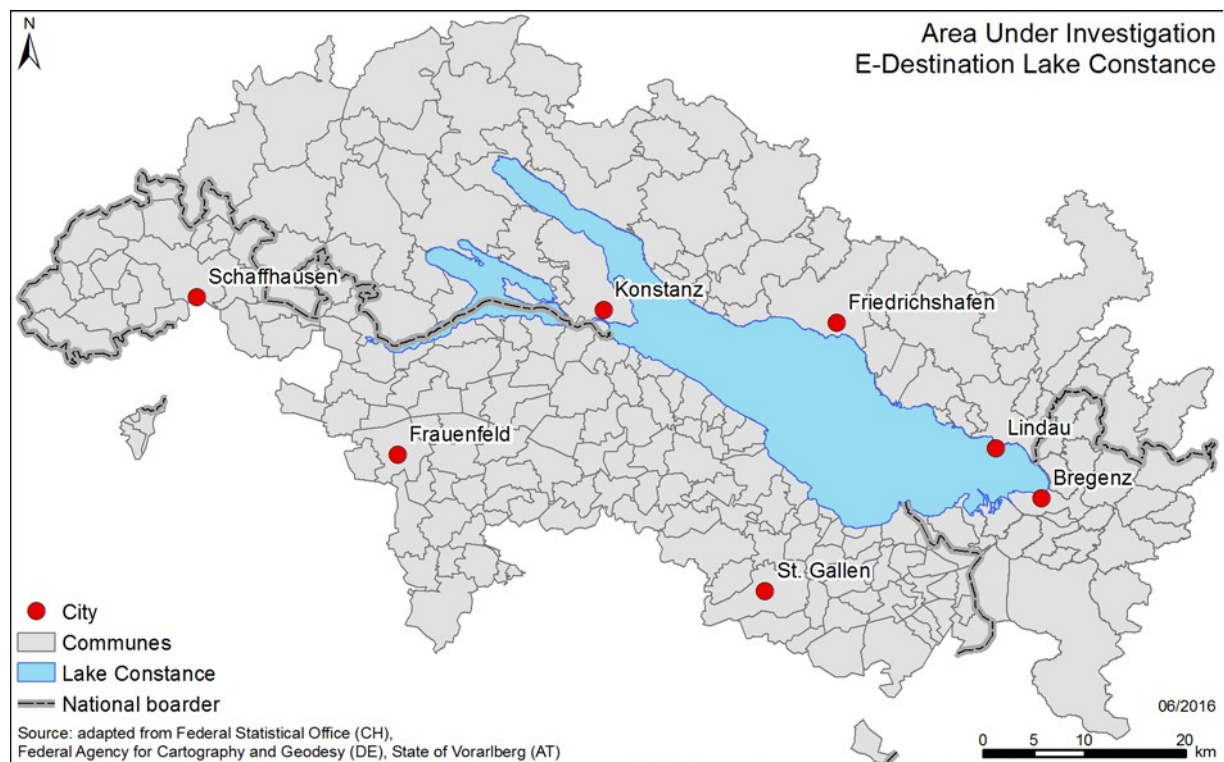 N
Area Under Investigation
E-Destination Lake Constance
Schaffhausen
Konstanz
Friedrichshafen
Frauenfeld
Lindau
Bregenz
St. Gallen
City
Communes
Lake Constance
National boarder
Source: adapted from Federal Statistical Office (CH),
Federal Agency for Cartography and Geodesy (DE), State of Vorarlberg (AT)
06/2016
0 5 10 20
km